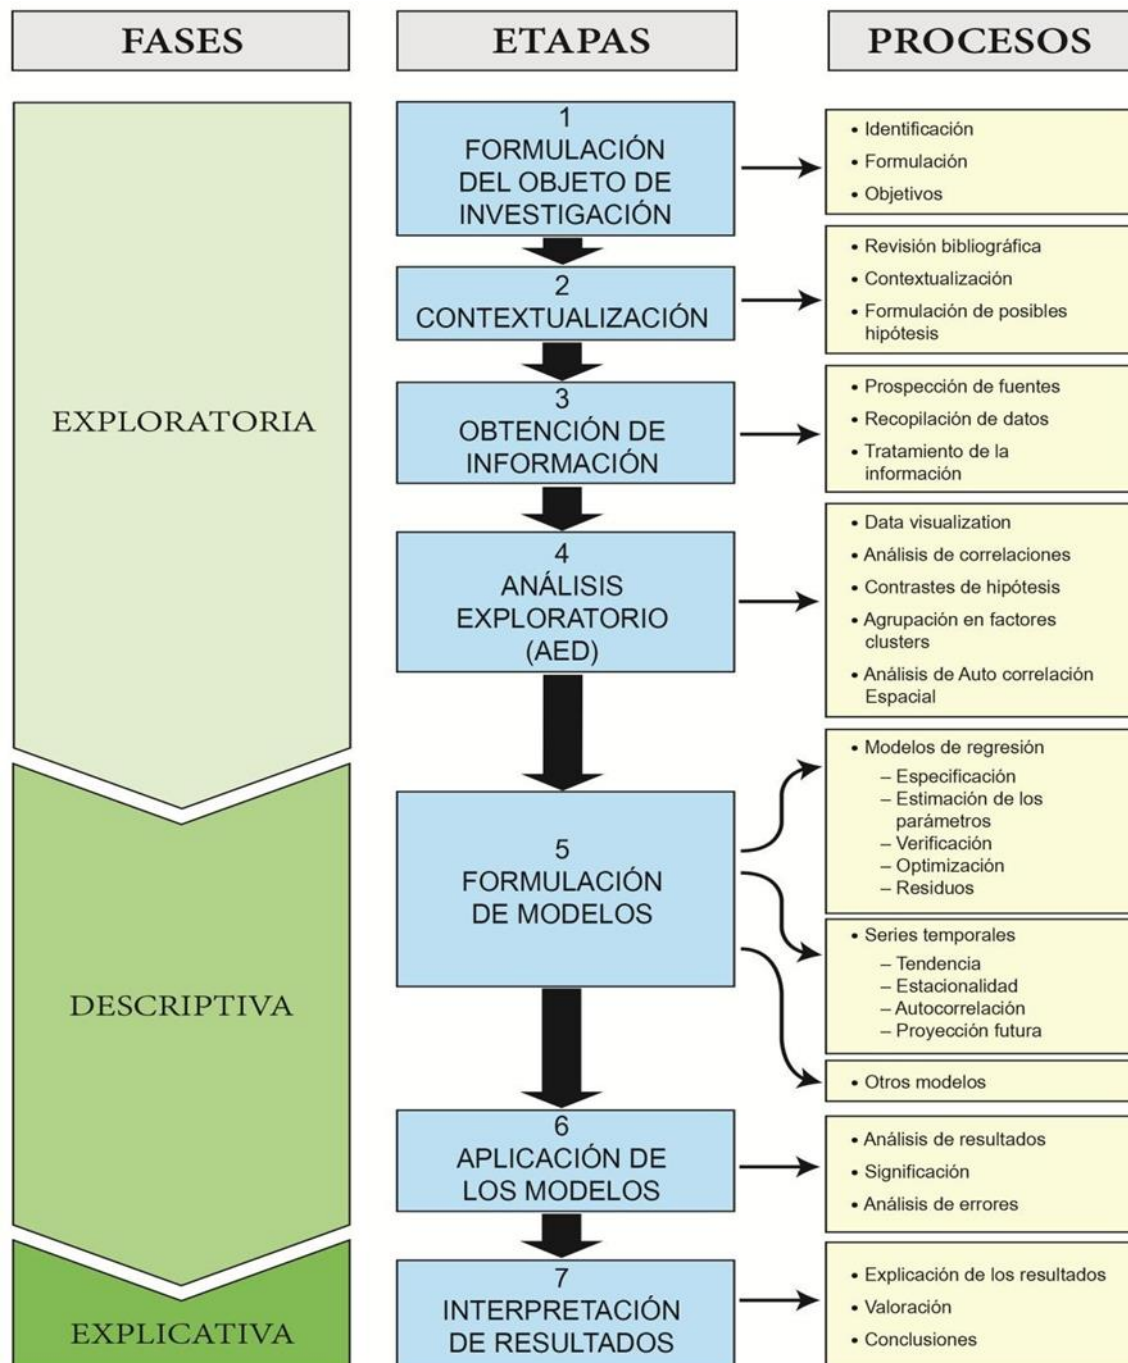 FASES
ETAPAS
PROCESOS
EXPLORATORIA
1
FORMULACIÓN
DEL OBJETO DE
INVESTIGACIÓN
• Identificación
• Formulación
• Objetivos
2
CONTEXTUALIZACIÓN
• Revisión bibliográfica
• Contextualización
• Formulación de posibles
hipótesis
3
OBTENCIÓN DE
INFORMACIÓN
• Prospección de fuentes
• Recopilación de datos
• Tratamiento de la
información
4
ANÁLISIS
EXPLORATORIO
(AED)
• Data visualization
• Análisis de correlaciones
• Contrastes de hipótesis
• Agrupación en factores
clusters
• Análisis de Auto correlación
Espacial
DESCRIPTIVA
5
FORMULACIÓN
DE MODELOS
• Modelos de regresión
– Especificación
– Estimación de los
parámetros
– Verificación
– Optimización
– Residuos
• Series temporales
– Tendencia
– Estacionalidad
– Autocorrelación
– Proyección futura
• Otros modelos
6
APLICACIÓN DE
LOS MODELOS
• Análisis de resultados
• Significación
• Análisis de errores
EXPLICATIVA
7
INTERPRETACIÓN
DE RESULTADOS
• Explicación de los resultados
• Valoración
• Conclusiones